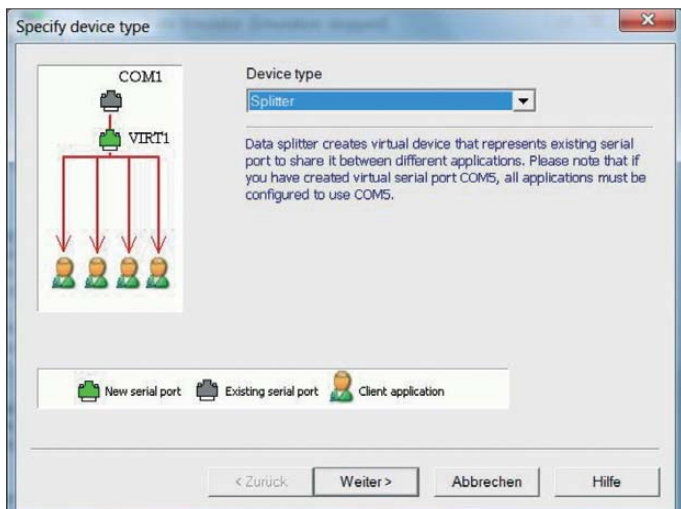 Specify device type
COM1
VIRT1
Device type
Splitter
Data splitter creates virtual device that represents existing serial
port to share it between different applications. Please note that if
you have created virtual serial port COM5, all applications must be
configured to use COM5.
New serial port Existing serial port Client application
< Zurück Weiter > Abbrechen Hilfe